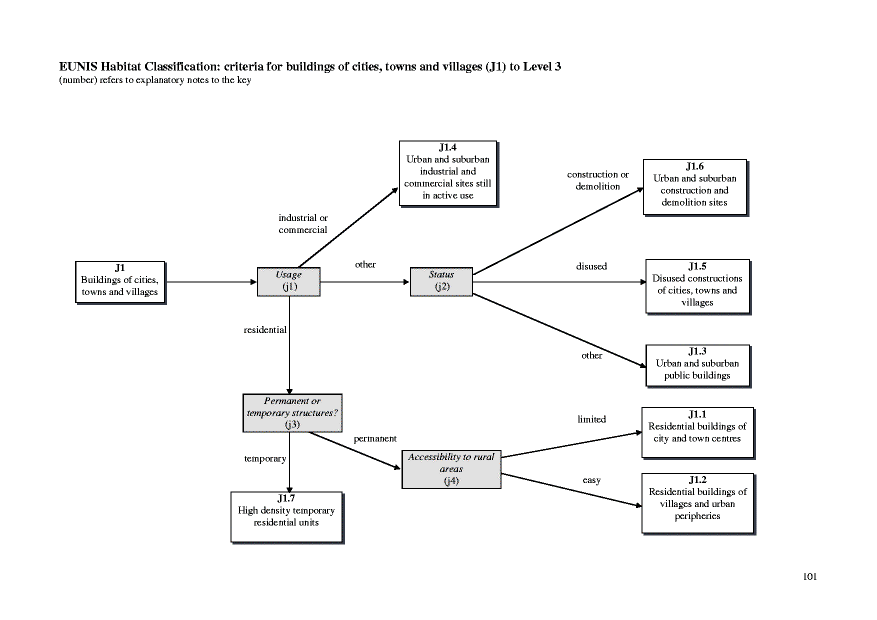 EUNIS Habitat Classification: criteria for buildings of cities, towns and villages (J1) to Level 3
(number) refers to explanatory notes to the key
J1.4
Urban and suburban
industrial and
commercial sites still
in active use
construction or
demolition
J1.6
Urban and suburban
construction and
demolition sites
industrial or
commercial
J1
Buildings of cities,
towns and villages
Usage
(j1)
other
Status
(j2)
disused
J1.5
Disused constructions
of cities, towns and
villages
residential
other
J1.3
Urban and suburban
public buildings
Permanent or
temporary structures?
(j3)
permanent
limited
J1.1
Residential buildings of
city and town centres
temporary
Accessibility to rural
areas
(j4)
easy
J1.2
Residential buildings of
villages and urban
peripheries
J1.7
High density temporary
residential units
101